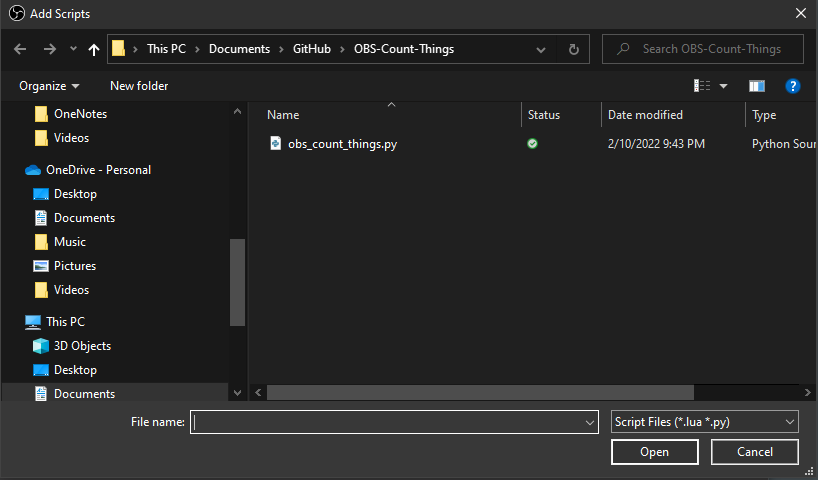 Add Scripts
This PC > Documents > GitHub > OBS-Count-Things
Search OBS-Count-Things
Organize
New folder
OneNotes
Videos
OneDrive - Personal
Desktop
Documents
Music
Pictures
Videos
This PC
3D Objects
Desktop
Documents
Name Status Date modified Type
obs_count_things.py 2/10/2022 9:43 PM Python Sour
File name:
Script Files (*.lua *.py)
Open
Cancel